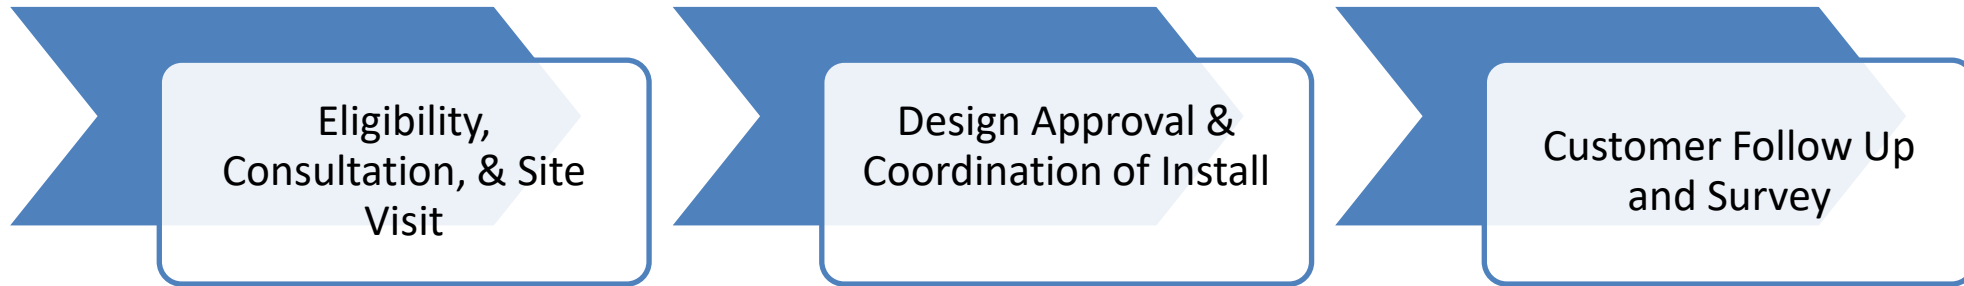 Eligibility,
Consultation, & Site
Visit
Design Approval &
Coordination of Install
Customer Follow Up
and Survey